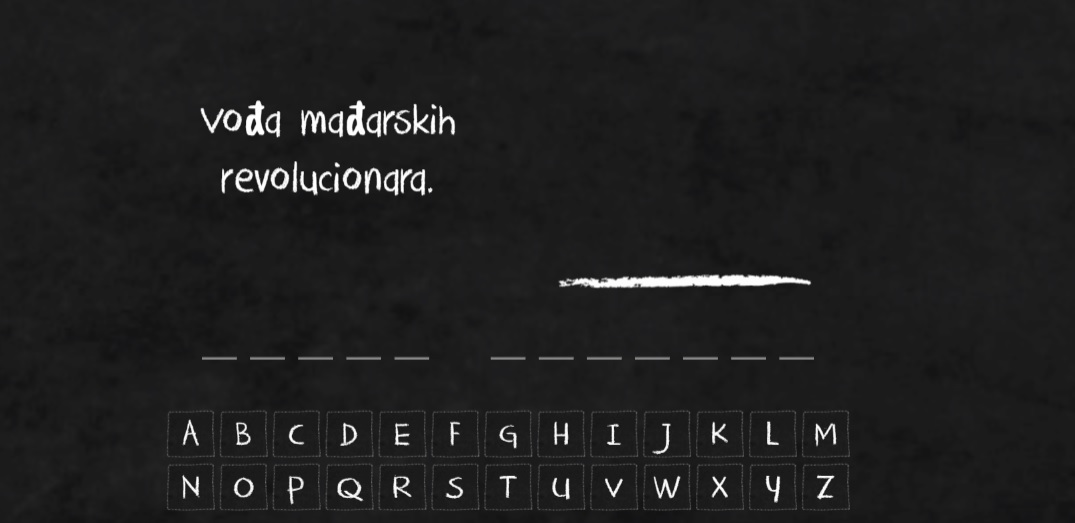 vođa mađarskih
revolucionara.
A B C D E F G H I J K L M
N O P Q R S T U V W X Y Z